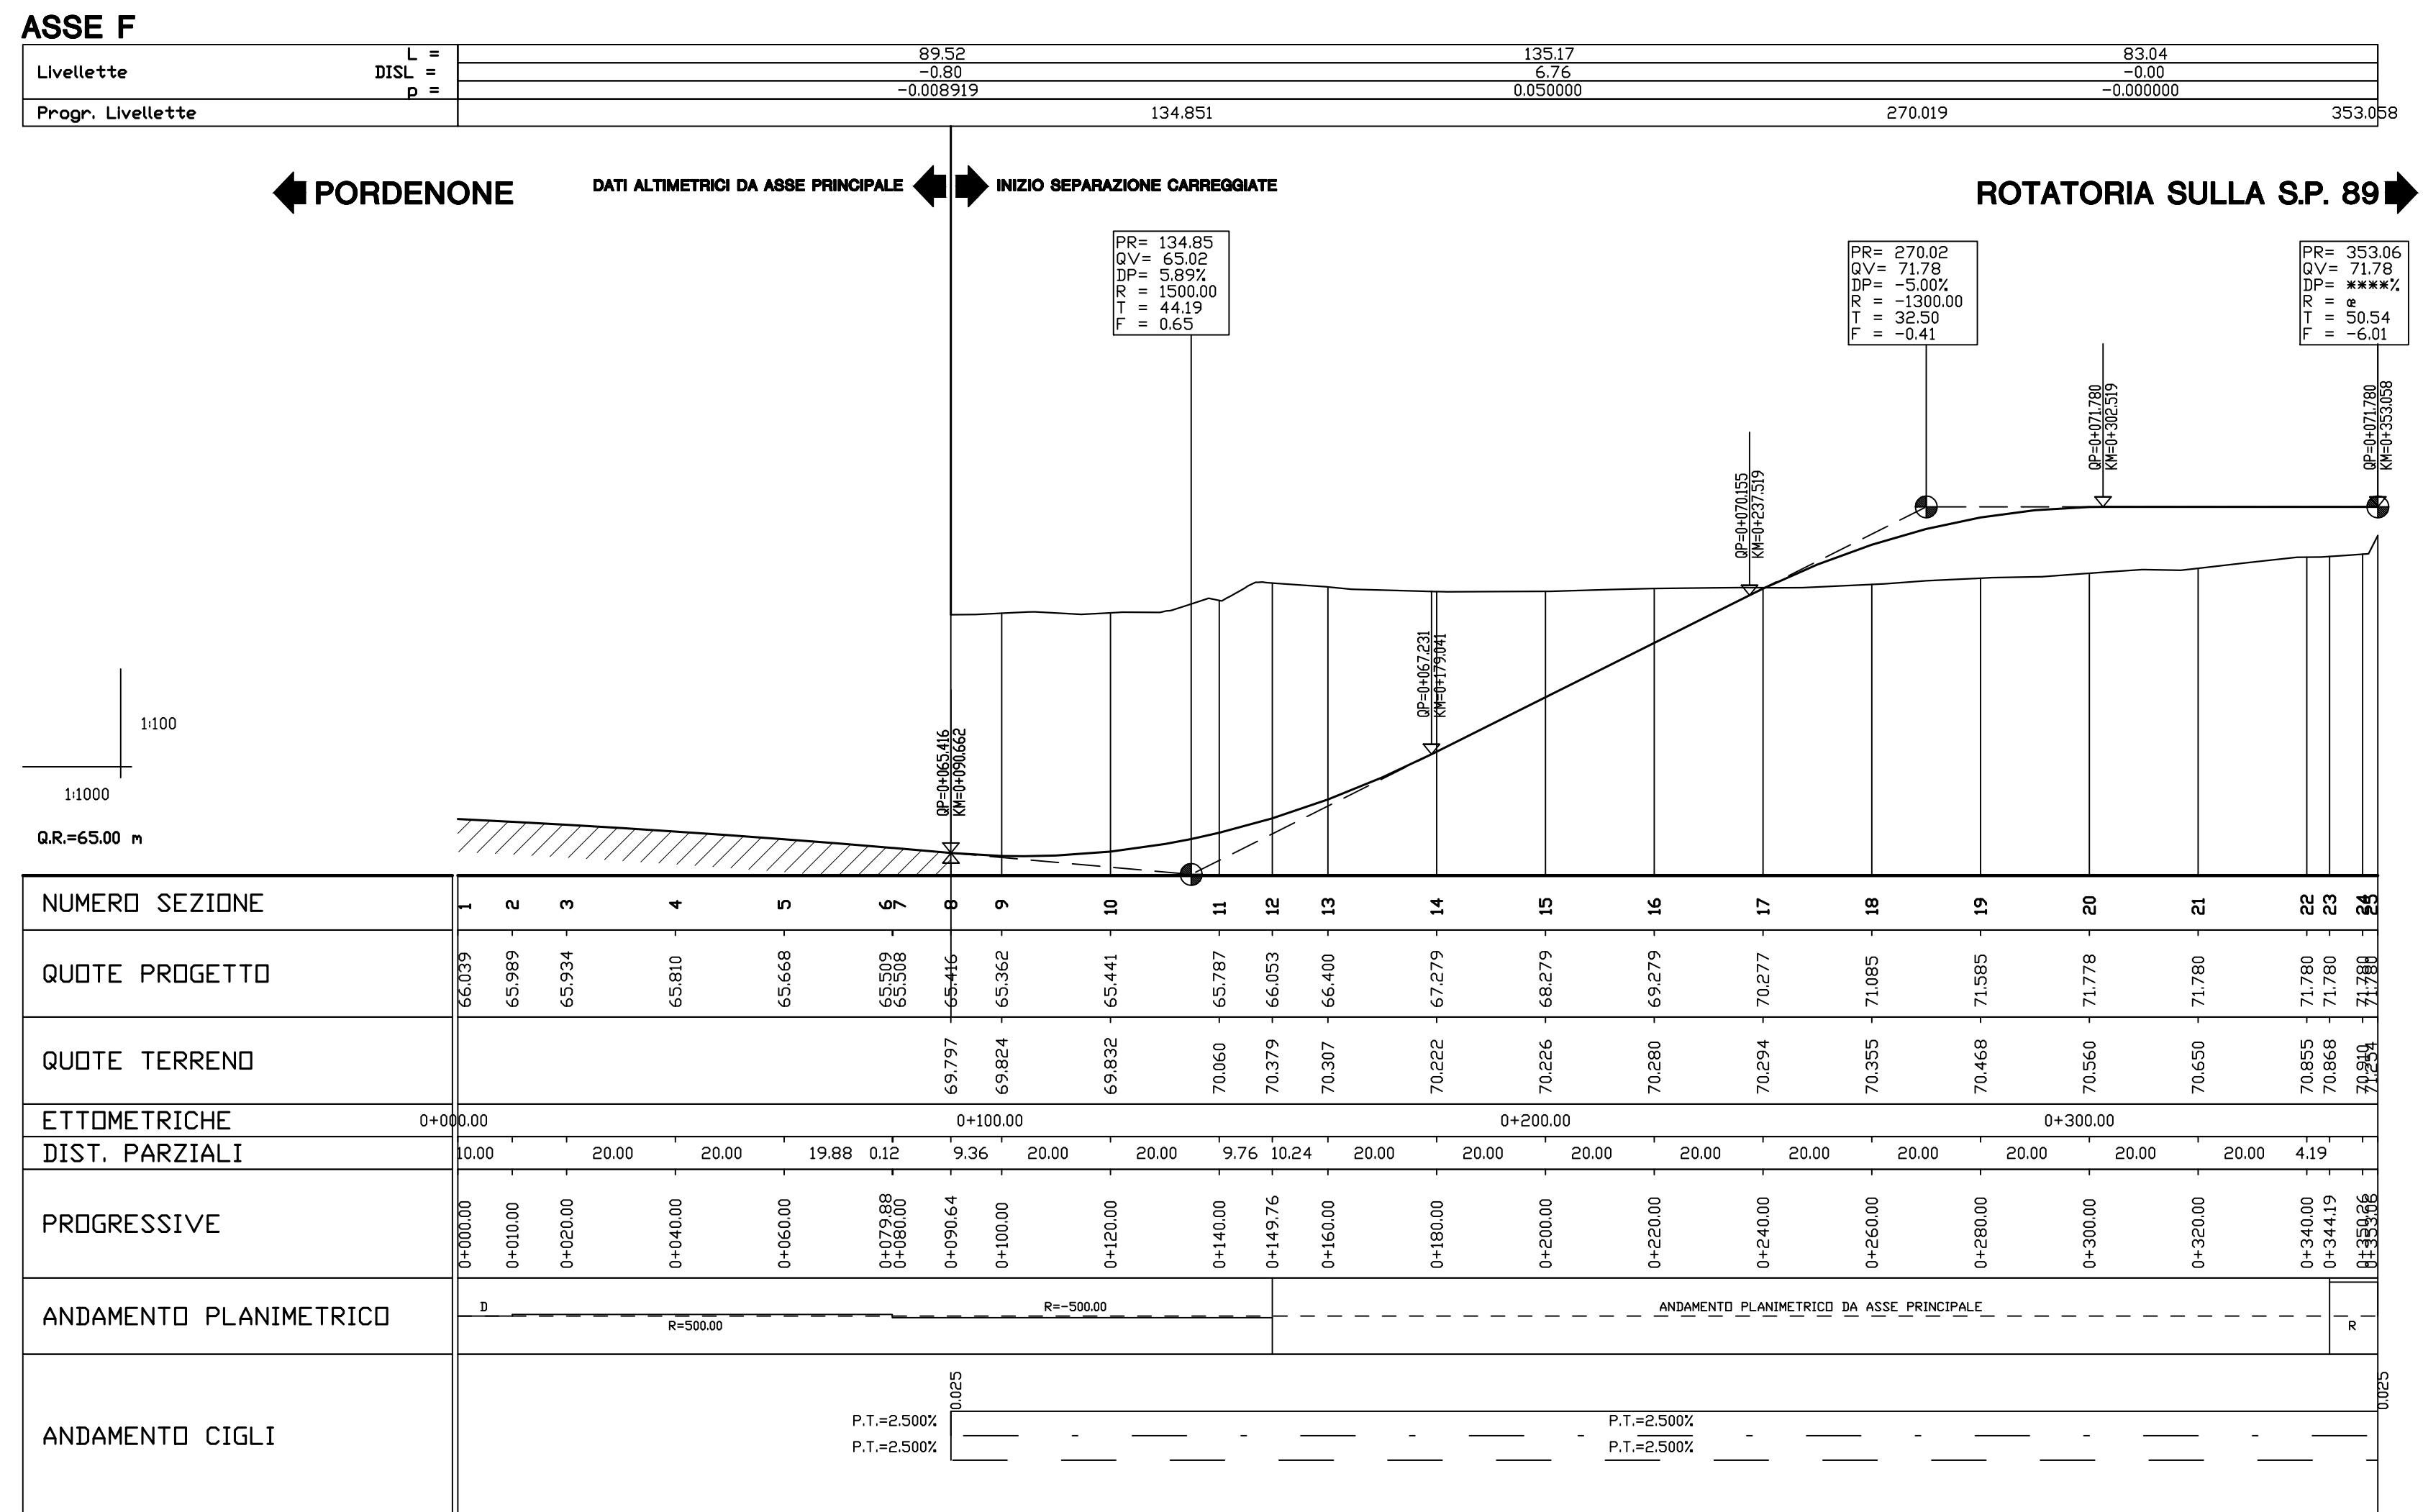 ASSE F
L = 89.52 135.17 83.04
Livellette DISL = -0.80 6.76 -0.00
p = -0.008919 0.050000 -0.000000
Progr. Livellette 134.851 270.019 353.058
PORDENONE
DATI ALTIMETRICI DA ASSE PRINCIPALE
INIZIO SEPARAZIONE CARREGGIATE
ROTATORIA SULLA S.P. 89
PR= 134.85
QV= 65.02
DP= 5.89%
R = 1500.00
T = 44.19
F = 0.65
PR= 270.02
QV= 71.78
DP= -5.00%
R = -1300.00
T = 32.50
F = -0.41
PR= 353.06
QV= 71.78
DP= ****%
R =
T = 50.54
F = -6.01
QP=0+065.416
KM=0+090.662
QP=0+067.231
KM=0+179.041
QP=0+070.155
KM=0+237.519
QP=0+071.780
KM=0+302.519
QP=0+071.780
KM=0+353.058
1:100
1:1000
Q.R.=65.00 m
NUMERO SEZIONE 1 2 3 4 5 6 7 8 9 10 11 12 13 14 15 16 17 18 19 20 21 22 23 24 25
QUOTE PROGETTO 66.039 65.989 65.934 65.810 65.668 65.509 65.508 65.416 65.362 65.441 65.787 66.053 66.400 67.279 68.279 69.279 70.277 71.085 71.585 71.778 71.780 71.780 71.780 71.780 71.780
QUOTE TERRENO 69.797 69.824 69.832 70.060 70.379 70.307 70.222 70.226 70.280 70.294 70.355 70.468 70.560 70.650 70.855 70.868 70.910 71.254
ETTOMETRICHE 0+000.00 0+100.00 0+200.00 0+300.00
DIST. PARZIALI 10.00 20.00 20.00 19.88 0.12 9.36 20.00 20.00 9.76 10.24 20.00 20.00 20.00 20.00 20.00 20.00 20.00 20.00 20.00 4.19
PROGRESSIVE 0+000.00 0+010.00 0+020.00 0+040.00 0+060.00 0+079.88 0+080.00 0+090.64 0+100.00 0+120.00 0+140.00 0+149.76 0+160.00 0+180.00 0+200.00 0+220.00 0+240.00 0+260.00 0+280.00 0+300.00 0+320.00 0+340.00 0+344.19 0+350.26 0+353.06
ANDAMENTO PLANIMETRICO D R=500.00 R=-500.00 ANDAMENTO PLANIMETRICO DA ASSE PRINCIPALE R
ANDAMENTO CIGLI
0.025 0.025
P.T.=2.500% P.T.=2.500%
P.T.=2.500% P.T.=2.500%